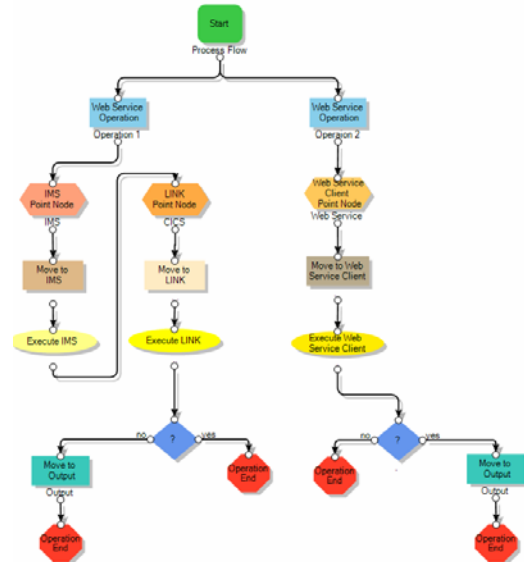 Start
Process Flow
Web Service
Operation
Operation 1
Web Service
Operation
Operaion 2
IMS
Point Node
IMS
LINK
Point Node
CICS
Web Service
Client
Point Node
Web Service
Move to
IMS
Move to
LINK
Move to Web
Service Client
Execute IMS
Execute LINK
Execute Web
Service Client
no
?
yes
no
?
yes
Move to
Output
Output
Operation
End
Operation
End
Move to
Output
Output
Operation
End
Operation
End